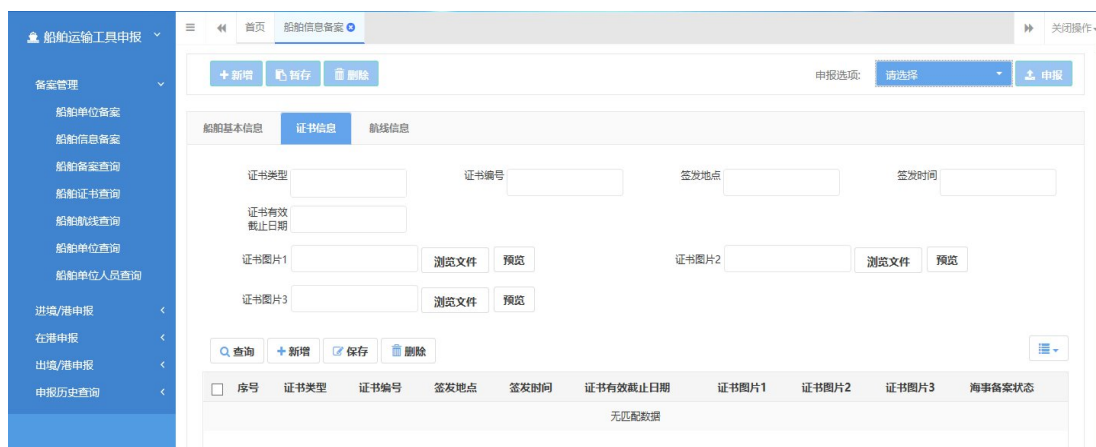 船舶运输工具申报
首页 船舶信息备案
关闭操作
新增 暂存 删除
申报选项: 请选择 申报
备案管理
船舶单位备案
船舶信息备案
船舶备案查询
船舶证书查询
船舶航线查询
船舶单位查询
船舶单位人员查询
进境/港申报
在港申报
出境/港申报
申报历史查询
船舶基本信息 证书信息 航线信息
证书类型 证书编号 签发地点 签发时间
证书有效
截止日期
证书图片1 浏览文件 预览 证书图片2 浏览文件 预览
证书图片3 浏览文件 预览
查询 新增 保存 删除
序号 证书类型 证书编号 签发地点 签发时间 证书有效截止日期 证书图片1 证书图片2 证书图片3 海事备案状态
无匹配数据